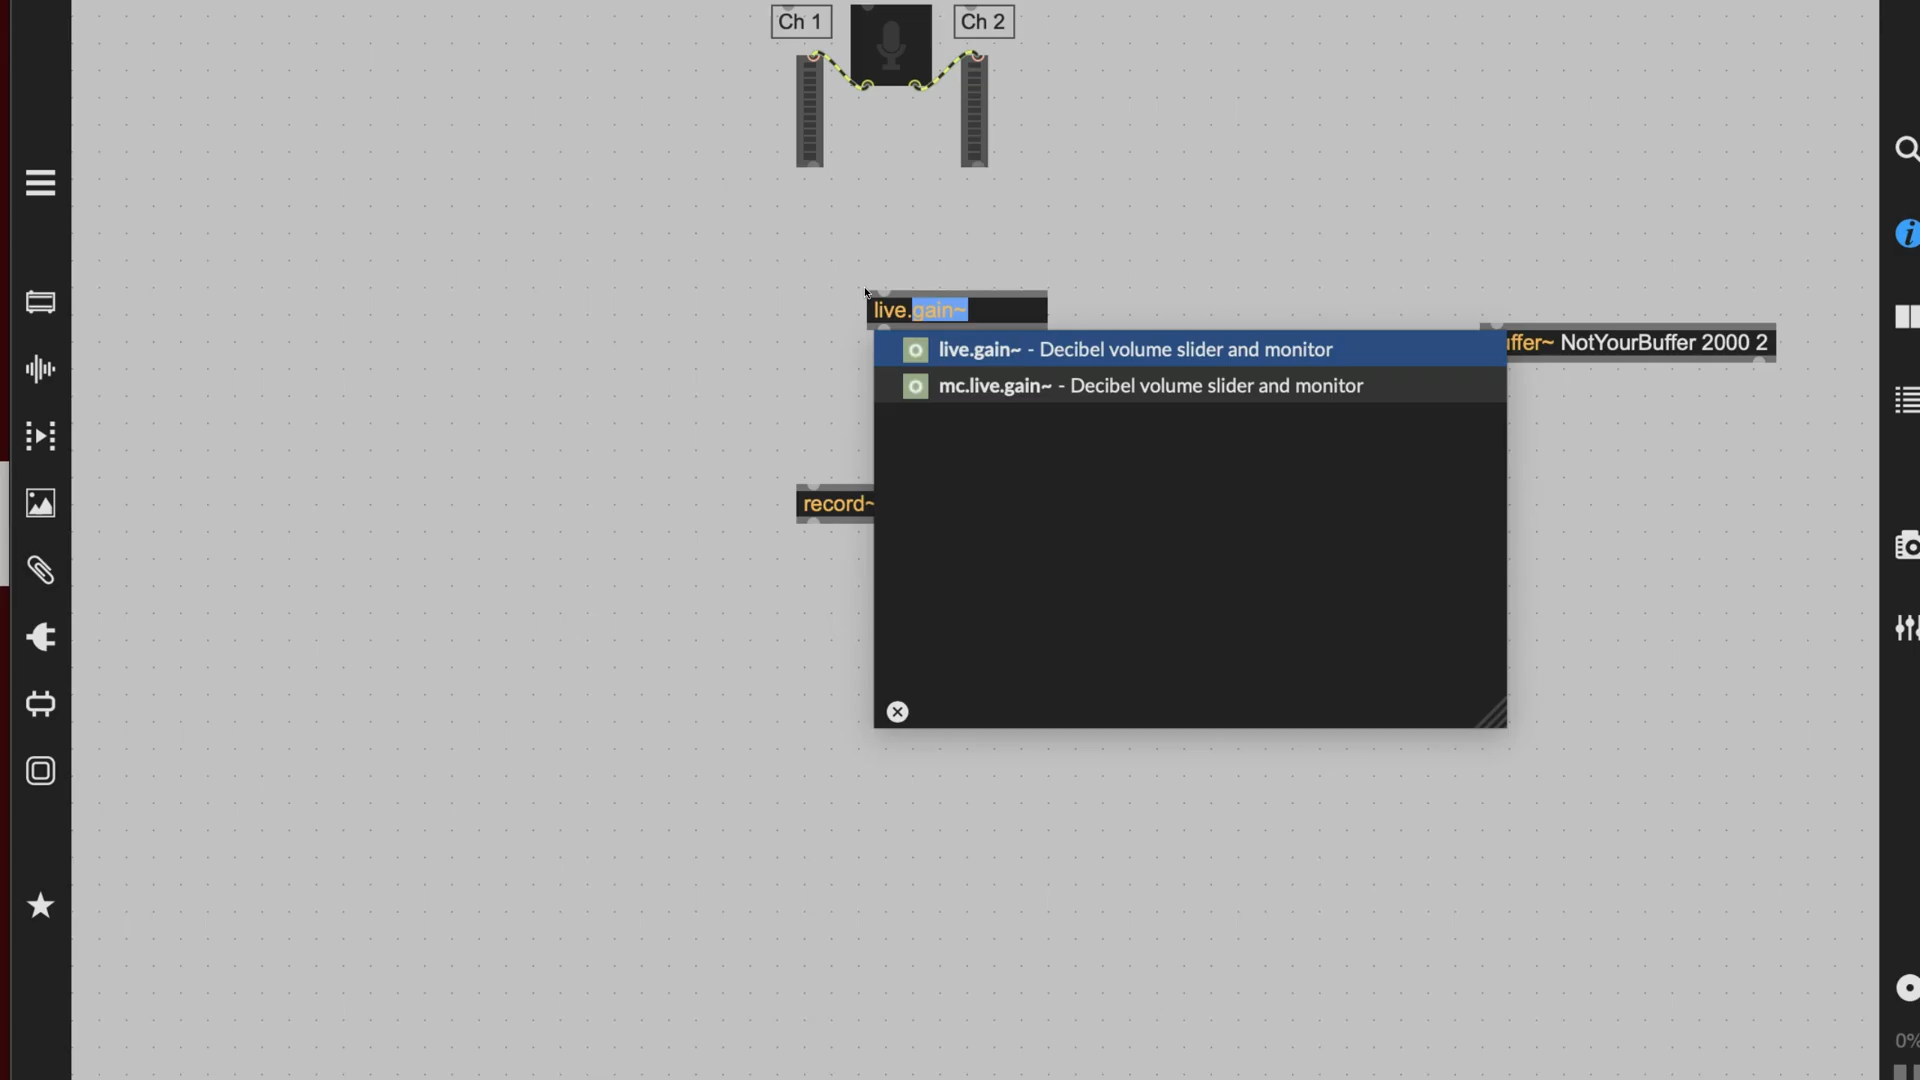 Ch 1
Ch 2
live.gain~
live.gain~ - Decibel volume slider and monitor
uffer~ NotYourBuffer 2000 2
mc.live.gain~ - Decibel volume slider and monitor
record~
0%